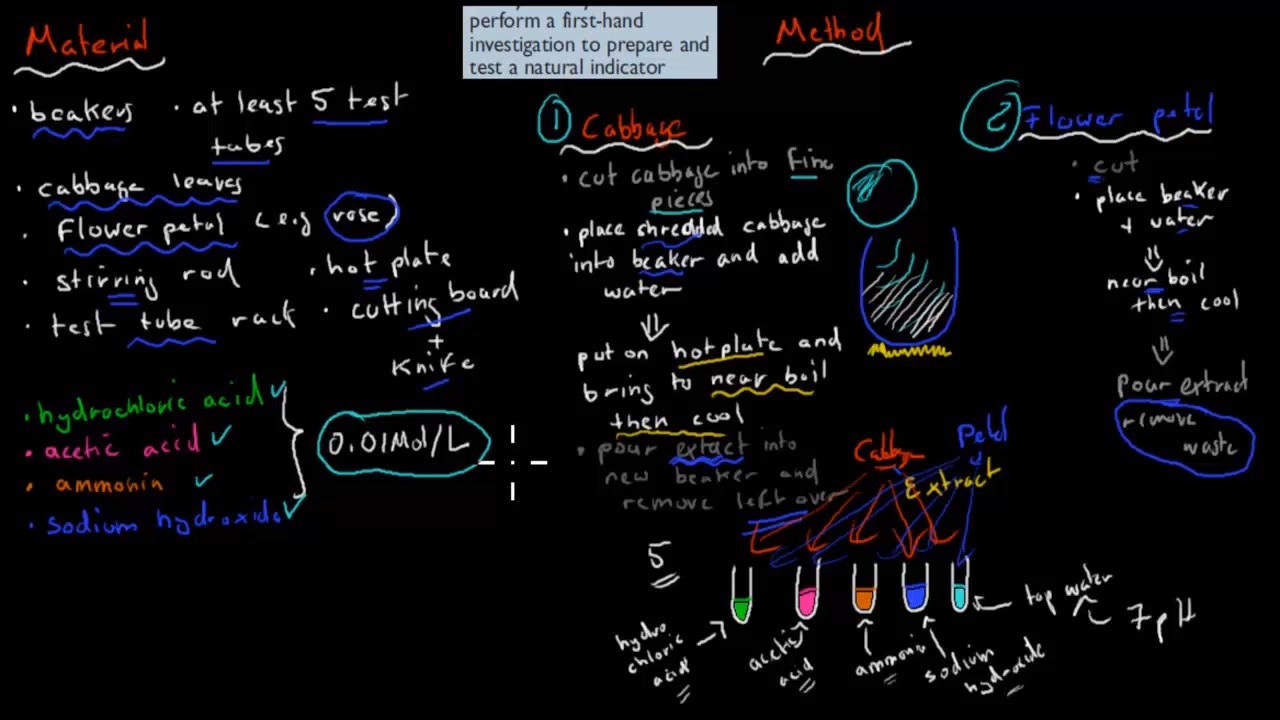 perform a first-hand
investigation to prepare and
test a natural indicator
Material
• beakers
• at least 5 test
tubes
• cabbage leaves
• Flower petal (e.g rose)
• stirring rod
• hot plate
• test tube rack
• cutting board
+
Knife
• hydrochloric acid
• acetic acid
• ammonia
• sodium hydroxide
0.01Mol/L
Method
1 Cabbage
• cut cabbage into fine
pieces
• place shredded cabbage
into beaker and add
water
put on hotplate and
bring to near boil
then cool
• pour extact into
new beaker and
remove left over
2 Flower petal
• cut
• place beaker
+ water
near boil
then cool
pour extract
remove
waste
Cabbage
Petal
Extract
5
hydro
chloric
acid
acetic
acid
ammonia
sodium
hydroxide
tap water
7pH